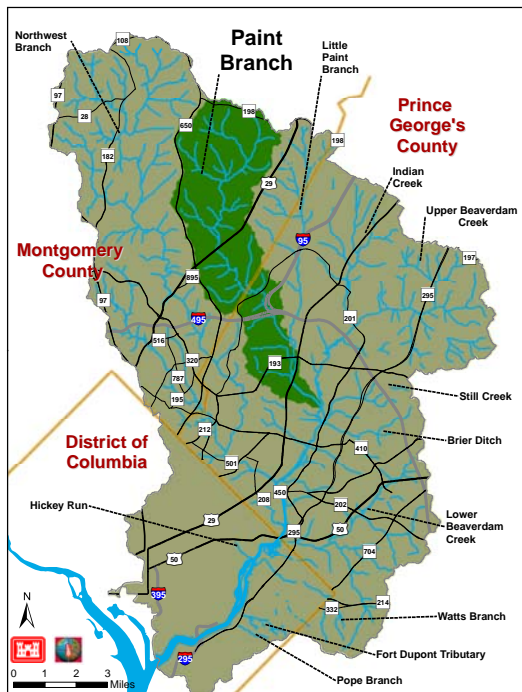 Northwest
Branch
108
Paint
Branch
Little
Paint
Branch
97
28
198
650
182
198
Prince
George's
County
29
Indian
Creek
Upper Beaverdam
Creek
95
197
Montgomery
County
895
295
97
495
201
516
320
193
787
195
Still Creek
212
Brier Ditch
District of
Columbia
501
410
450
208
202
Hickey Run
29
295
50
Lower
Beaverdam
Creek
50
704
395
332
214
N
Watts Branch
295
Fort Dupont Tributary
Pope Branch
0 1 2 3
Miles